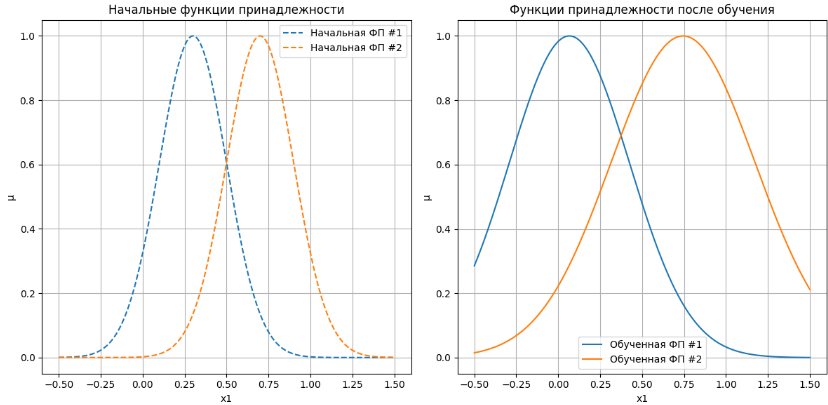 Начальные функции принадлежности
Начальная ФП #1
Начальная ФП #2
1.0
0.8
0.6
0.4
0.2
0.0
μ
−0.50 −0.25 0.00 0.25 0.50 0.75 1.00 1.25 1.50
x1
Функции принадлежности после обучения
1.0
0.8
0.6
0.4
0.2
0.0
μ
Обученная ФП #1
Обученная ФП #2
−0.50 −0.25 0.00 0.25 0.50 0.75 1.00 1.25 1.50
x1